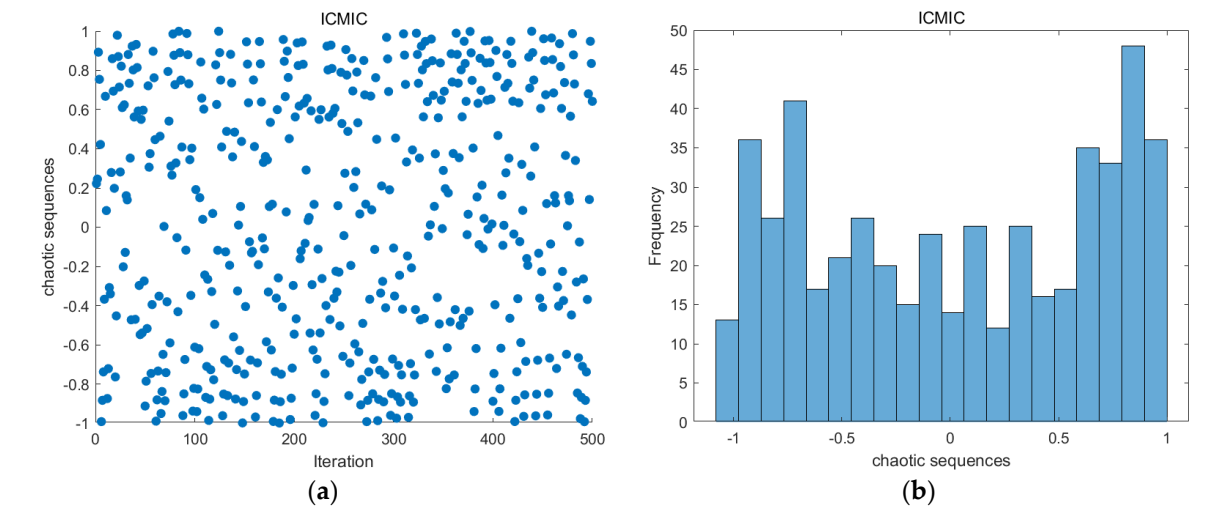 ICMIC
1
0.8
0.6
0.4
0.2
0
-0.2
-0.4
-0.6
-0.8
-1
chaotic sequences
0 100 200 300 400 500
Iteration
(a)
ICMIC
50
45
40
35
30
25
20
15
10
5
0
Frequency
-1 -0.5 0 0.5 1
chaotic sequences
(b)